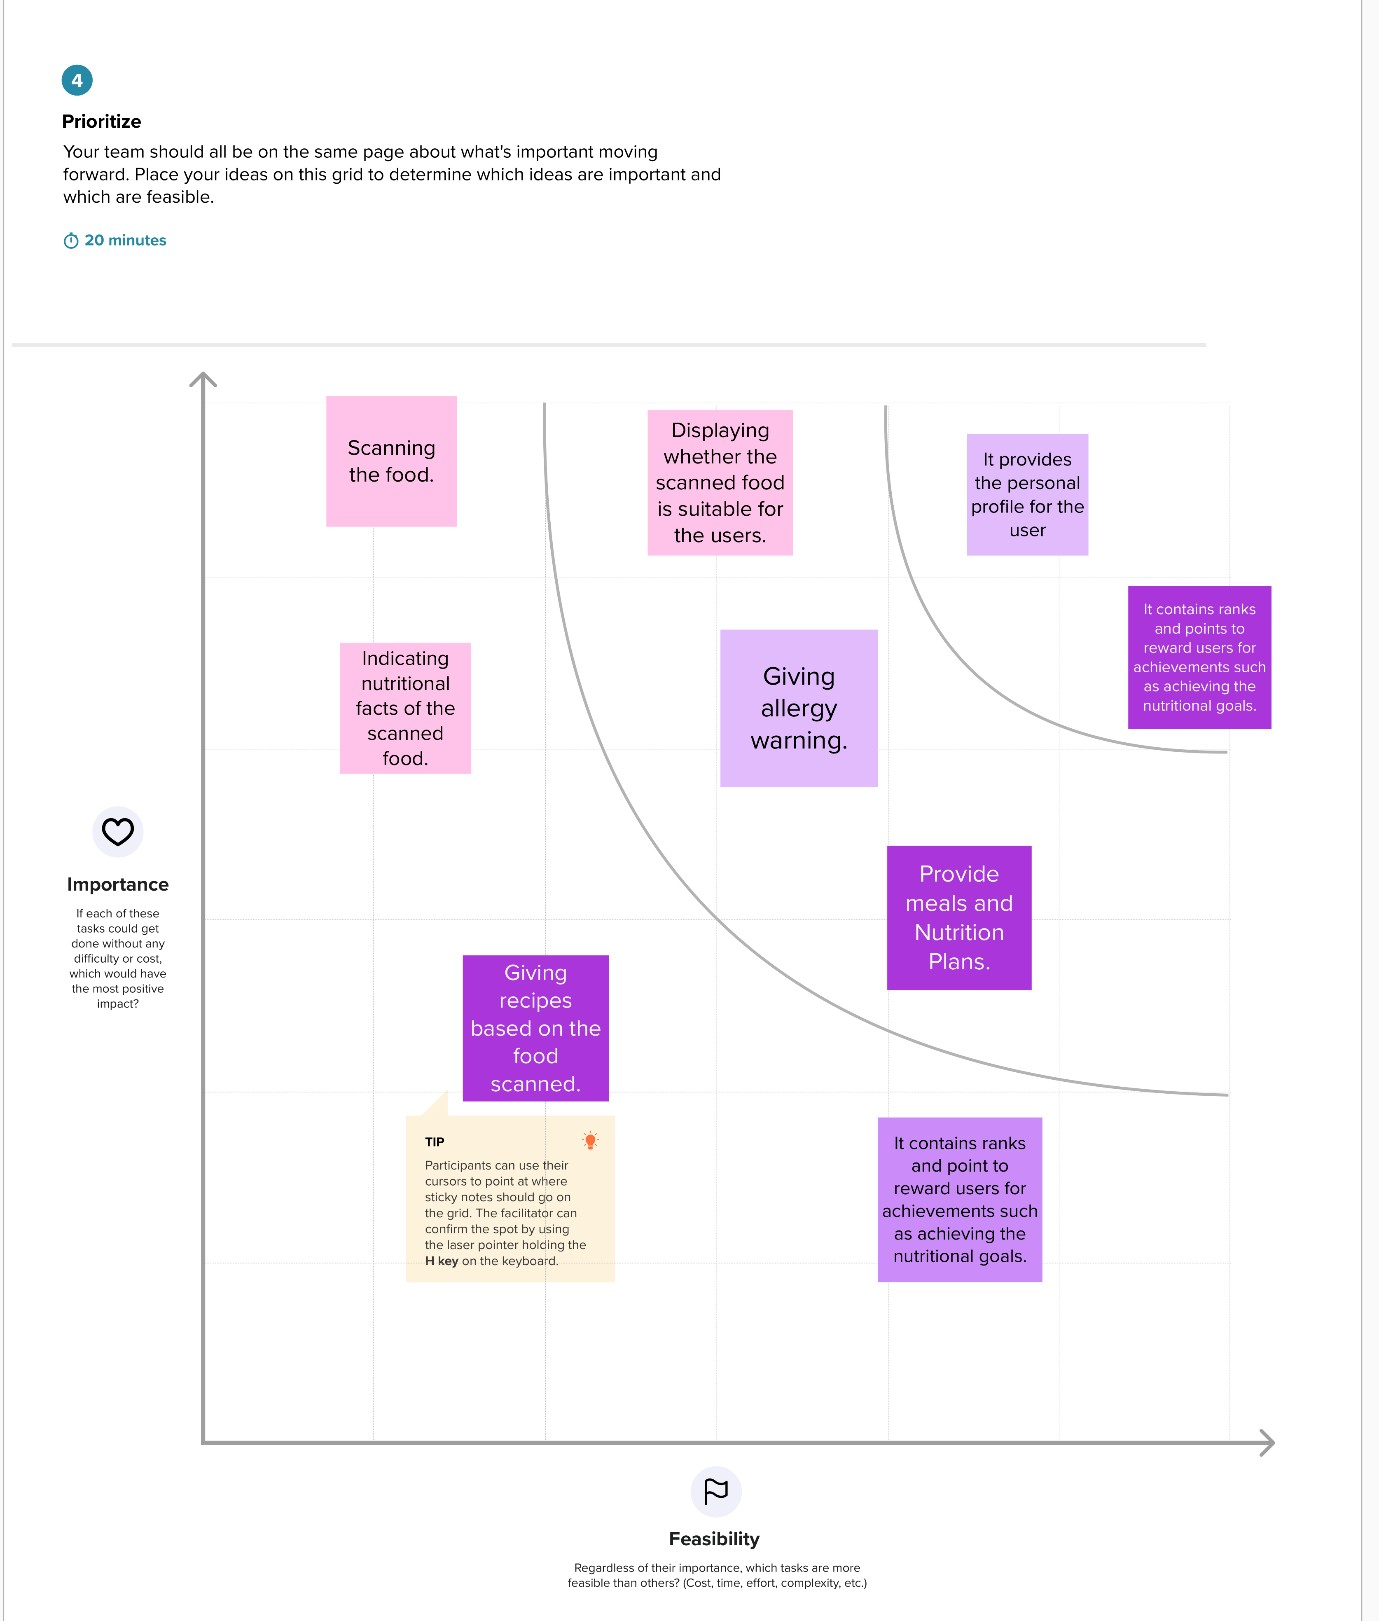 4
Prioritize
Your team should all be on the same page about what's important moving
forward. Place your ideas on this grid to determine which ideas are important and
which are feasible.
20 minutes
Scanning
the food.
Displaying
whether the
scanned food
is suitable for
the users.
It provides
the personal
profile for the
user
It contains ranks
and points to
reward users for
achievements such
as achieving the
nutritional goals.
Indicating
nutritional
facts of the
scanned
food.
Giving
allergy
warning.
Importance
If each of these
tasks could get
done without any
difficulty or cost,
which would have
the most positive
impact?
Provide
meals and
Nutrition
Plans.
Giving
recipes
based on the
food
scanned.
TIP
Participants can use their
cursors to point at where
sticky notes should go on
the grid. The facilitator can
confirm the spot by using
the laser pointer holding the
H key on the keyboard.
It contains ranks
and point to
reward users for
achievements such
as achieving the
nutritional goals.
Feasibility
Regardless of their importance, which tasks are more
feasible than others? (Cost, time, effort, complexity, etc.)